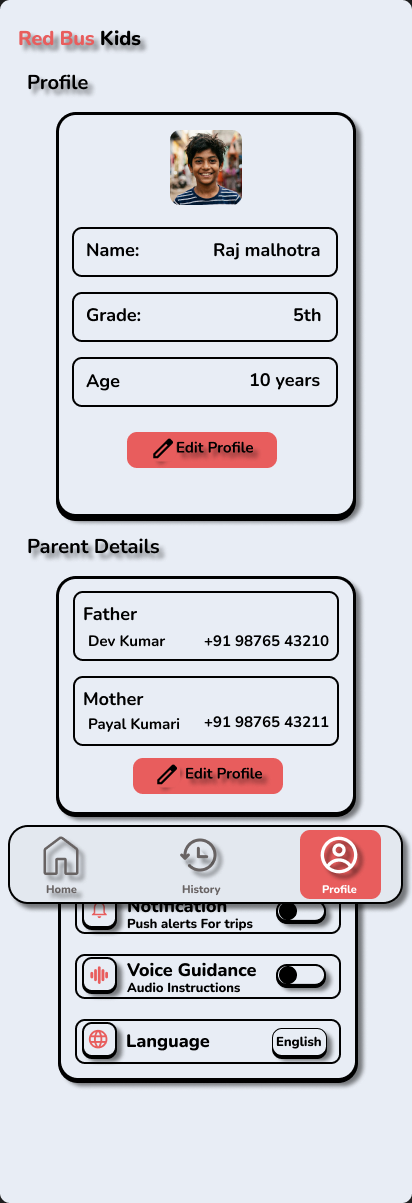 Red Bus Kids
Profile
Name: Raj malhotra
Grade: 5th
Age 10 years
Edit Profile
Parent Details
Father
Dev Kumar +91 98765 43210
Mother
Payal Kumari +91 98765 43211
Edit Profile
Home History Profile
Notification
Push alerts For trips
Voice Guidance
Audio Instructions
Language English